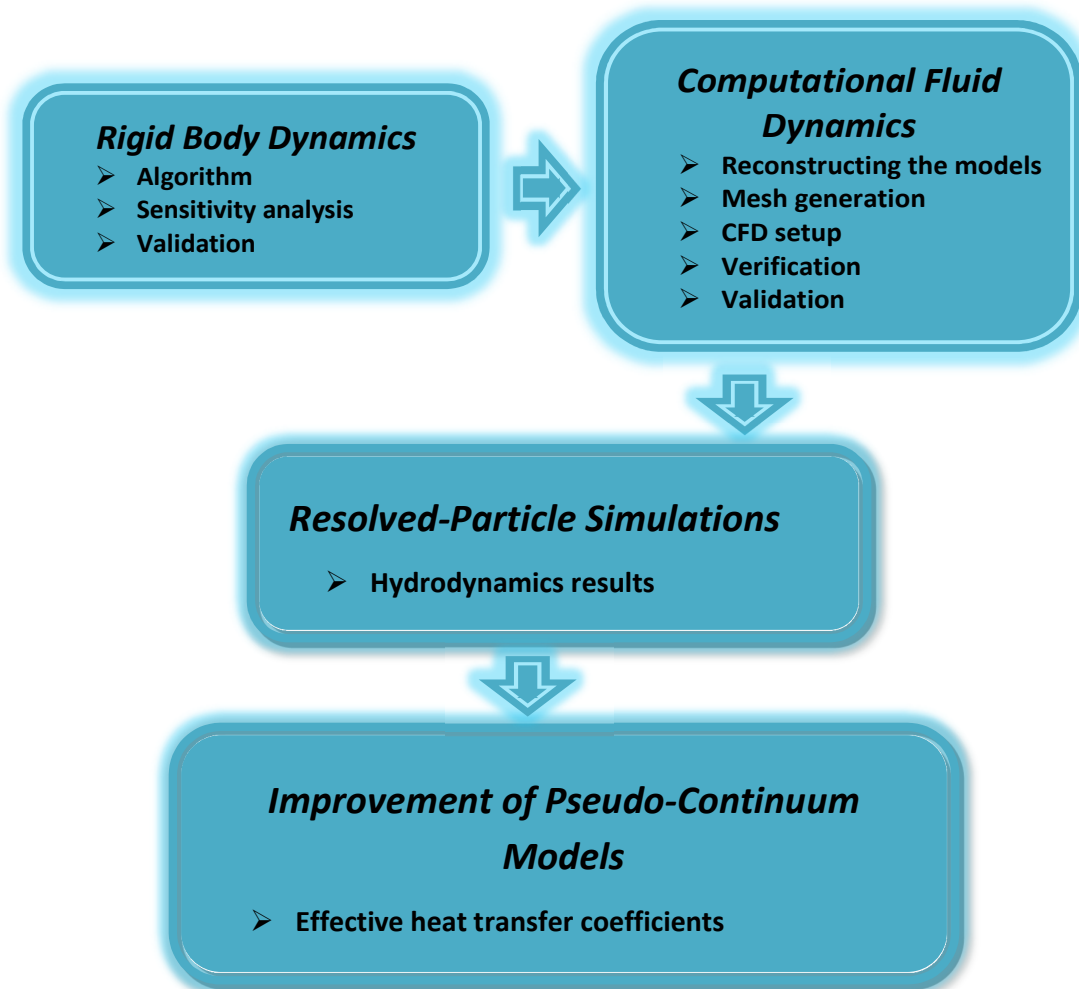 Rigid Body Dynamics
➢ Algorithm
➢ Sensitivity analysis
➢ Validation
Computational Fluid
Dynamics
➢ Reconstructing the models
➢ Mesh generation
➢ CFD setup
➢ Verification
➢ Validation
Resolved-Particle Simulations
➢ Hydrodynamics results
Improvement of Pseudo-Continuum
Models
➢ Effective heat transfer coefficients